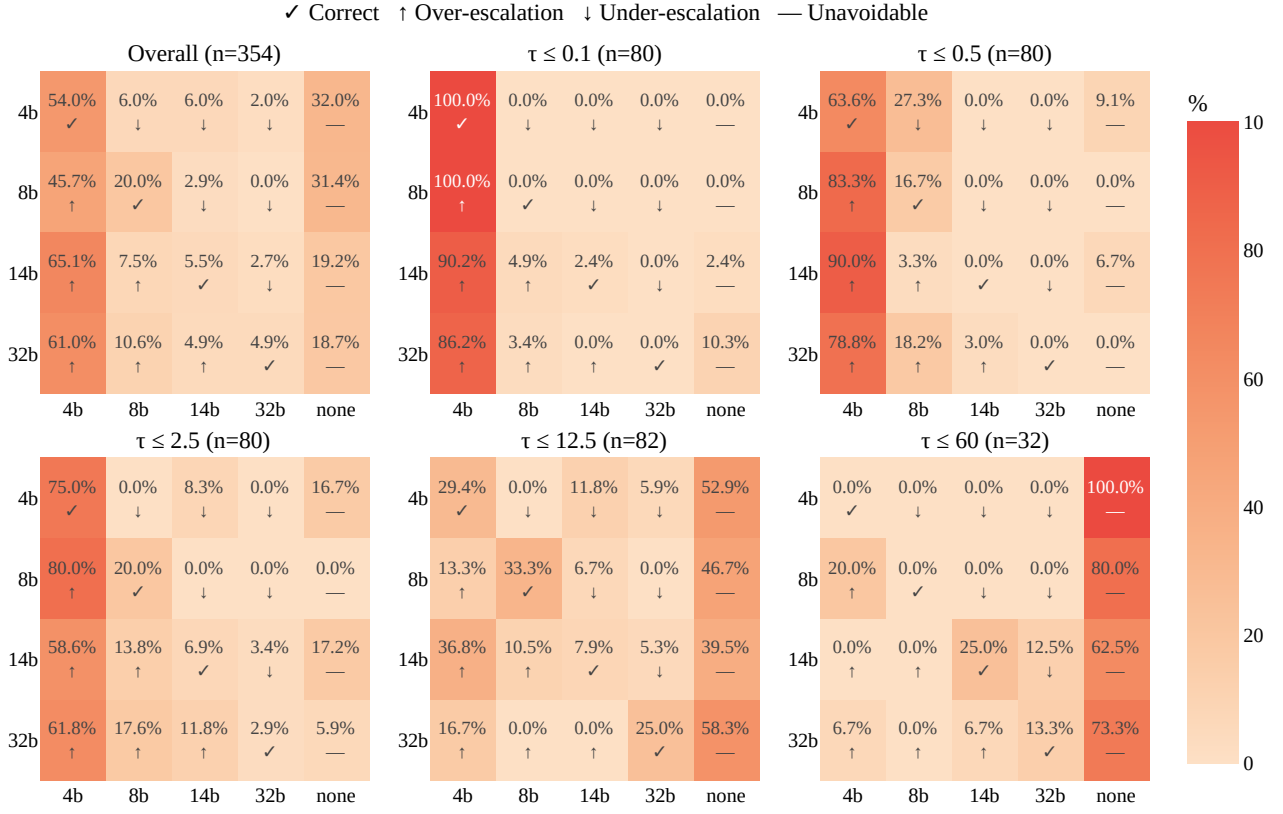 ✓ Correct ↑ Over-escalation ↓ Under-escalation — Unavoidable
Overall (n=354)
4b 54.0% 6.0% 6.0% 2.0% 32.0%
✓ ↓ ↓ ↓ —
8b 45.7% 20.0% 2.9% 0.0% 31.4%
↑ ✓ ↓ ↓ —
14b 65.1% 7.5% 5.5% 2.7% 19.2%
↑ ↑ ✓ ↓ —
32b 61.0% 10.6% 4.9% 4.9% 18.7%
↑ ↑ ↑ ✓ —
4b 8b 14b 32b none
τ ≤ 0.1 (n=80)
4b 100.0% 0.0% 0.0% 0.0% 0.0%
✓ ↓ ↓ ↓ —
8b 100.0% 0.0% 0.0% 0.0% 0.0%
↑ ✓ ↓ ↓ —
14b 90.2% 4.9% 2.4% 0.0% 2.4%
↑ ↑ ✓ ↓ —
32b 86.2% 3.4% 0.0% 0.0% 10.3%
↑ ↑ ↑ ✓ —
4b 8b 14b 32b none
τ ≤ 0.5 (n=80)
4b 63.6% 27.3% 0.0% 0.0% 9.1%
✓ ↓ ↓ ↓ —
8b 83.3% 16.7% 0.0% 0.0% 0.0%
↑ ✓ ↓ ↓ —
14b 90.0% 3.3% 0.0% 0.0% 6.7%
↑ ↑ ✓ ↓ —
32b 78.8% 18.2% 3.0% 0.0% 0.0%
↑ ↑ ↑ ✓ —
4b 8b 14b 32b none
τ ≤ 2.5 (n=80)
4b 75.0% 0.0% 8.3% 0.0% 16.7%
✓ ↓ ↓ ↓ —
8b 80.0% 20.0% 0.0% 0.0% 0.0%
↑ ✓ ↓ ↓ —
14b 58.6% 13.8% 6.9% 3.4% 17.2%
↑ ↑ ✓ ↓ —
32b 61.8% 17.6% 11.8% 2.9% 5.9%
↑ ↑ ↑ ✓ —
4b 8b 14b 32b none
τ ≤ 12.5 (n=82)
4b 29.4% 0.0% 11.8% 5.9% 52.9%
✓ ↓ ↓ ↓ —
8b 13.3% 33.3% 6.7% 0.0% 46.7%
↑ ✓ ↓ ↓ —
14b 36.8% 10.5% 7.9% 5.3% 39.5%
↑ ↑ ✓ ↓ —
32b 16.7% 0.0% 0.0% 25.0% 58.3%
↑ ↑ ↑ ✓ —
4b 8b 14b 32b none
τ ≤ 60 (n=32)
4b 0.0% 0.0% 0.0% 0.0% 100.0%
✓ ↓ ↓ ↓ —
8b 20.0% 0.0% 0.0% 0.0% 80.0%
↑ ✓ ↓ ↓ —
14b 0.0% 0.0% 25.0% 12.5% 62.5%
↑ ↑ ✓ ↓ —
32b 6.7% 0.0% 6.7% 13.3% 73.3%
↑ ↑ ↑ ✓ —
4b 8b 14b 32b none
%
10
80
60
40
20
0